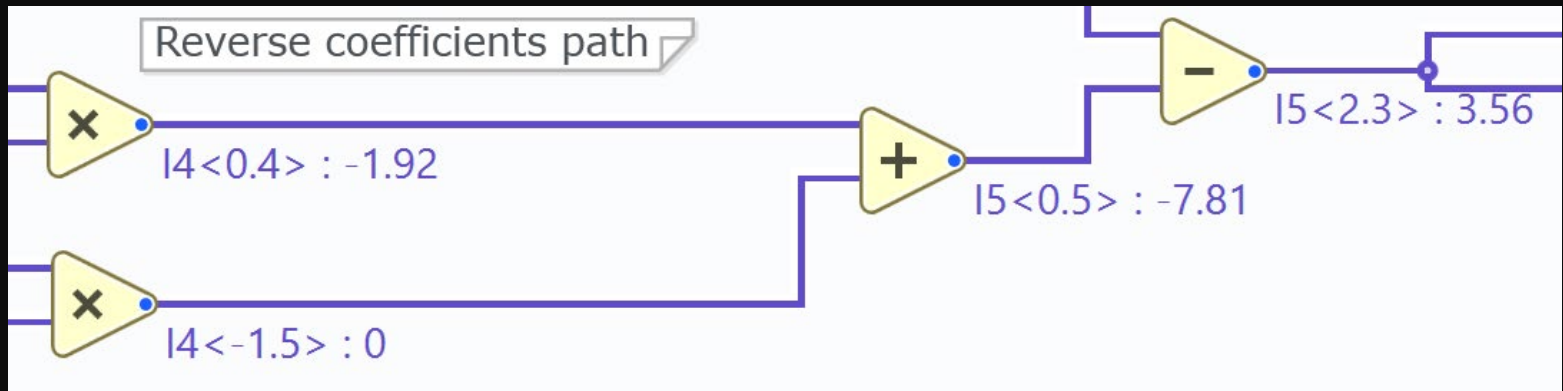 Reverse coefficients path
×
I4<0.4> : -1.92
+
I5<0.5> : -7.81
−
I5<2.3> : 3.56
×
I4<-1.5> : 0